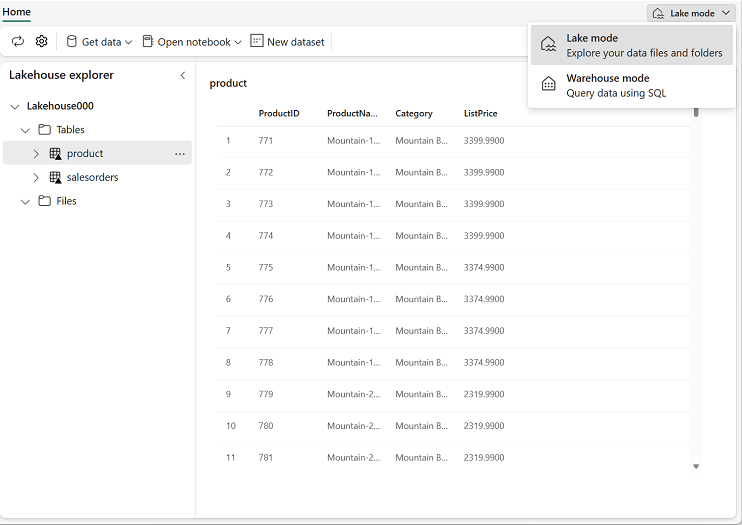 Home
Lake mode
Get data
Open notebook
New dataset
Lake mode
Explore your data files and folders
Warehouse mode
Query data using SQL
Lakehouse explorer
Lakehouse000
Tables
product
salesorders
Files
product
ProductID ProductNa... Category ListPrice
1 771 Mountain-1... Mountain B... 3399.9900
2 772 Mountain-1... Mountain B... 3399.9900
3 773 Mountain-1... Mountain B... 3399.9900
4 774 Mountain-1... Mountain B... 3399.9900
5 775 Mountain-1... Mountain B... 3374.9900
6 776 Mountain-1... Mountain B... 3374.9900
7 777 Mountain-1... Mountain B... 3374.9900
8 778 Mountain-1... Mountain B... 3374.9900
9 779 Mountain-2... Mountain B... 2319.9900
10 780 Mountain-2... Mountain B... 2319.9900
11 781 Mountain-2... Mountain B... 2319.9900